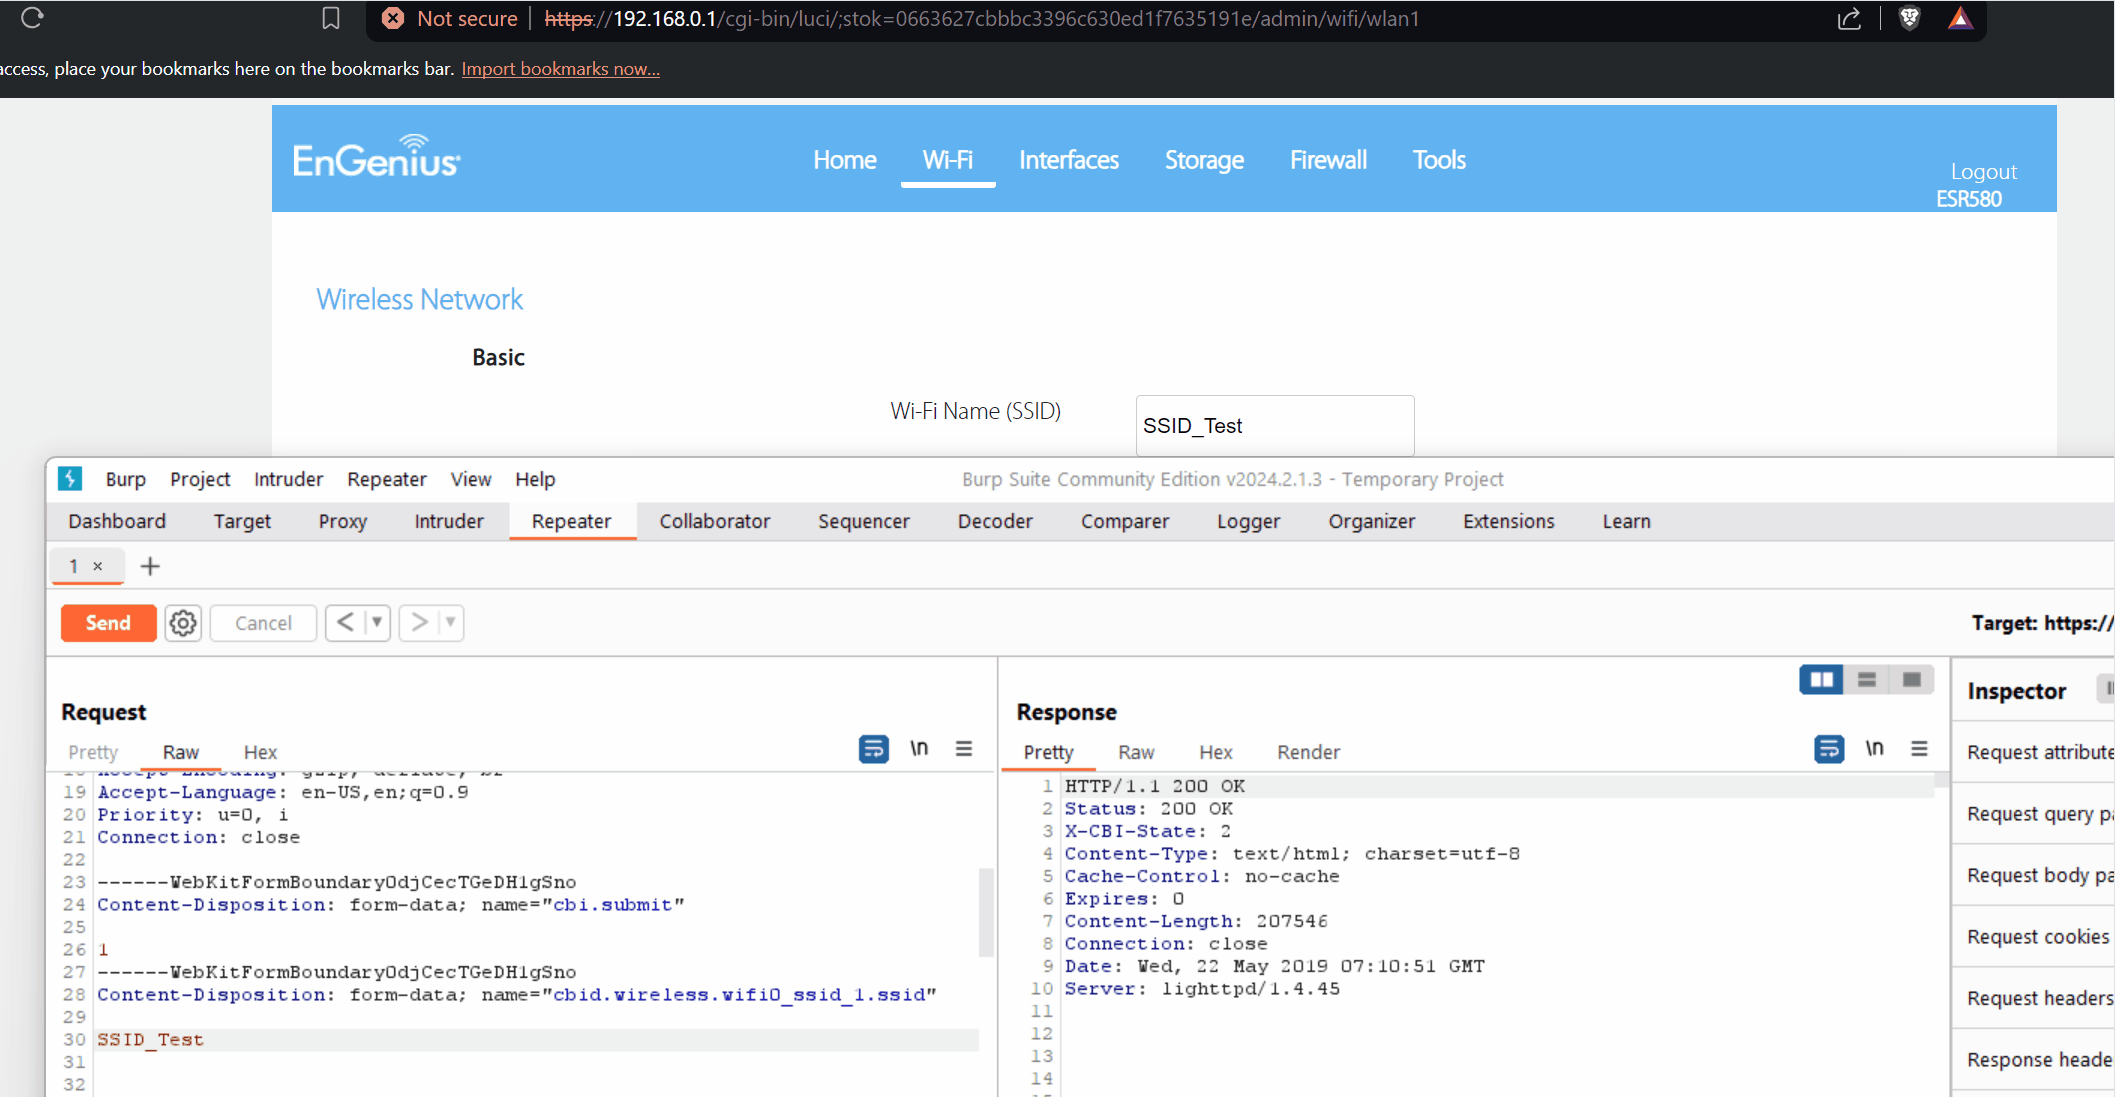 Not secure https://192.168.0.1/cgi-bin/luci/;stok=0663627cbbbc3396c630ed1f7635191e/admin/wifi/wlan1
access, place your bookmarks here on the bookmarks bar. Import bookmarks now...
EnGenius
Home Wi-Fi Interfaces Storage Firewall Tools
Logout
ESR580
Wireless Network
Basic
Wi-Fi Name (SSID) SSID_Test
Burp Project Intruder Repeater View Help Burp Suite Community Edition v2024.2.1.3 - Temporary Project
Dashboard Target Proxy Intruder Repeater Collaborator Sequencer Decoder Comparer Logger Organizer Extensions Learn
1 × +
Send Cancel < > Target: https://
Request
Pretty Raw Hex \n
18 Accept-Encoding: gzip, deflate, br
19 Accept-Language: en-US,en;q=0.9
20 Priority: u=0, i
21 Connection: close
22
23 ------WebKitFormBoundaryOdjCecTGeDH1gSno
24 Content-Disposition: form-data; name="cbi.submit"
25
26 1
27 ------WebKitFormBoundaryOdjCecTGeDH1gSno
28 Content-Disposition: form-data; name="cbid.wireless.wifi0_ssid_1.ssid"
29
30 SSID_Test
31
32
Response
Pretty Raw Hex Render \n
1 HTTP/1.1 200 OK
2 Status: 200 OK
3 X-CBI-State: 2
4 Content-Type: text/html; charset=utf-8
5 Cache-Control: no-cache
6 Expires: 0
7 Content-Length: 207546
8 Connection: close
9 Date: Wed, 22 May 2019 07:10:51 GMT
10 Server: lighttpd/1.4.45
11
12
13
14
Inspector
Request attribute
Request query pa
Request body pa
Request cookies
Request headers
Response heade